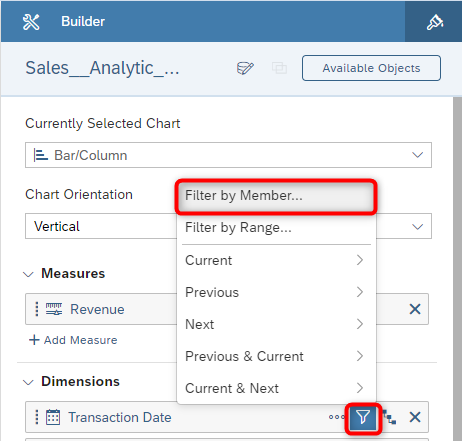 Builder
Sales__Analytic_...
Available Objects
Currently Selected Chart
Bar/Column
Chart Orientation
Vertical
Filter by Member...
Filter by Range...
Current
Previous
Next
Previous & Current
Current & Next
Measures
Revenue
+ Add Measure
Dimensions
Transaction Date